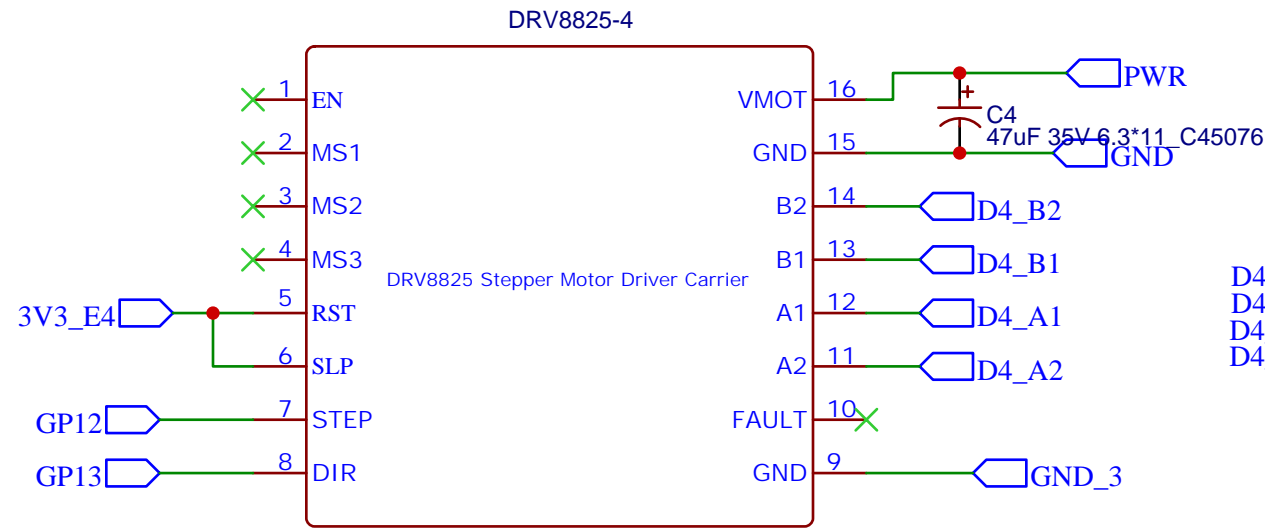 DRV8825-4
1 EN
2 MS1
3 MS2
4 MS3
3V3_E4 5 RST
6 SLP
GP12 7 STEP
GP13 8 DIR
DRV8825 Stepper Motor Driver Carrier
VMOT 16 PWR
+
C4
47uF 35V 6.3*11_C45076
GND 15 GND
B2 14 D4_B2
B1 13 D4_B1
A1 12 D4_A1
A2 11 D4_A2
FAULT 10
GND 9 GND_3
D4
D4
D4
D4